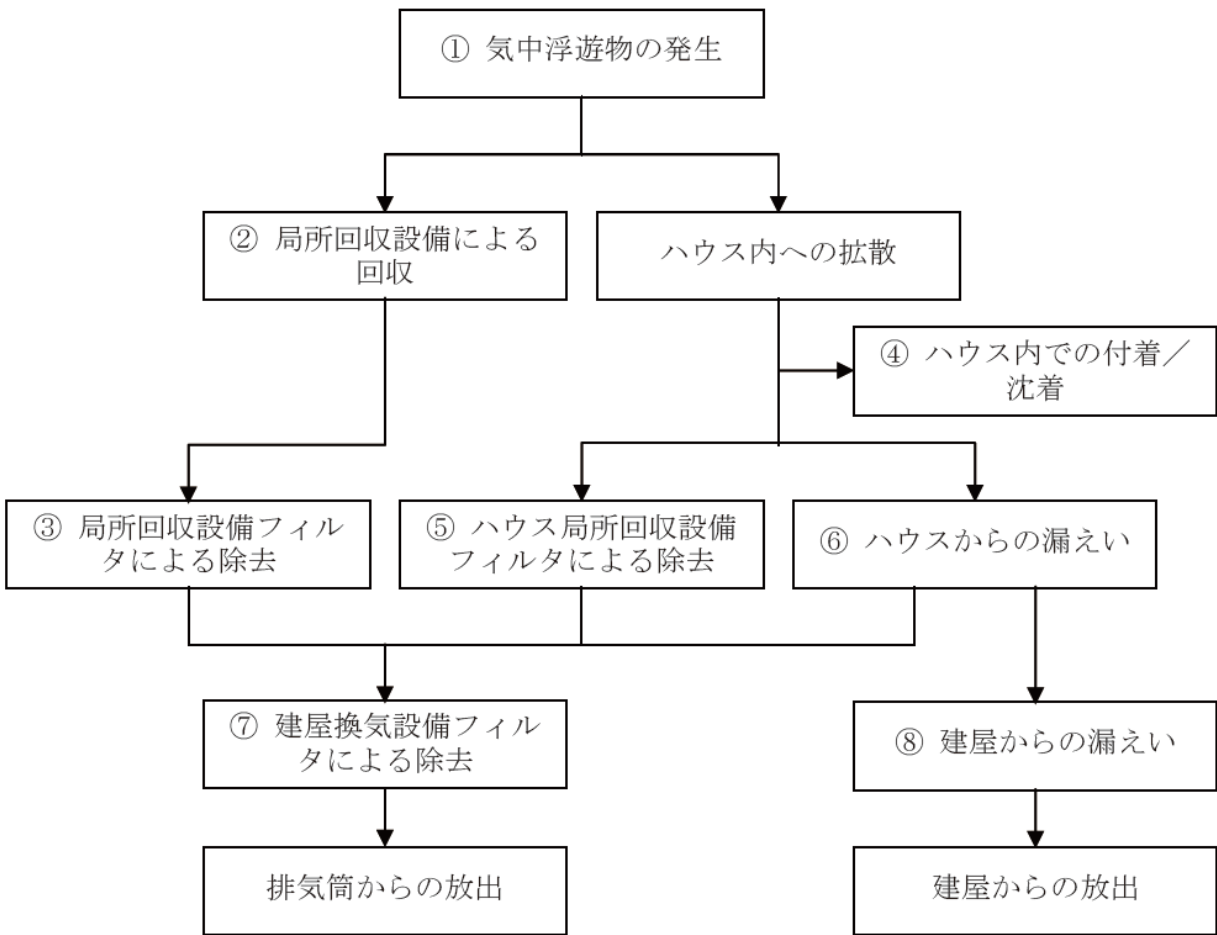 ① 気中浮遊物の発生
② 局所回収設備による
回収
ハウス内への拡散
④ ハウス内での付着／
沈着
③ 局所回収設備フィル
タによる除去
⑤ ハウス局所回収設備
フィルタによる除去
⑥ ハウスからの漏えい
⑦ 建屋換気設備フィル
タによる除去
⑧ 建屋からの漏えい
排気筒からの放出
建屋からの放出